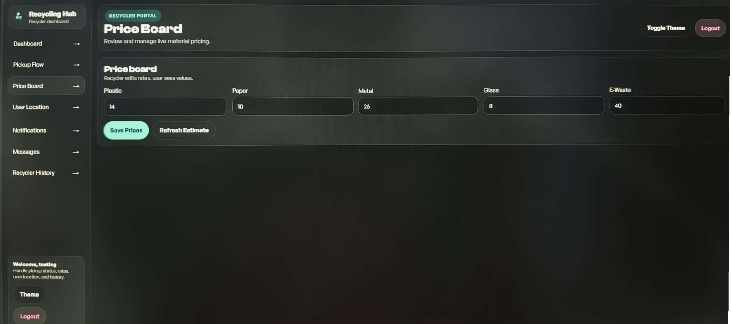 Recycling Hub
Recycler dashboard
Dashboard →
Pickup Flow →
Price Board →
User Location →
Notifications →
Messages →
Recycler History →
Welcome, testing
Handle pickup status, rates,
user location, and history.
Theme
Logout
RECYCLER PORTAL
Price Board
Review and manage live material pricing.
Toggle Theme
Logout
Price board
Recycler edits rates, user sees values.
Plastic Paper Metal Glass E-Waste
14 10 26 8 40
Save Prices Refresh Estimate